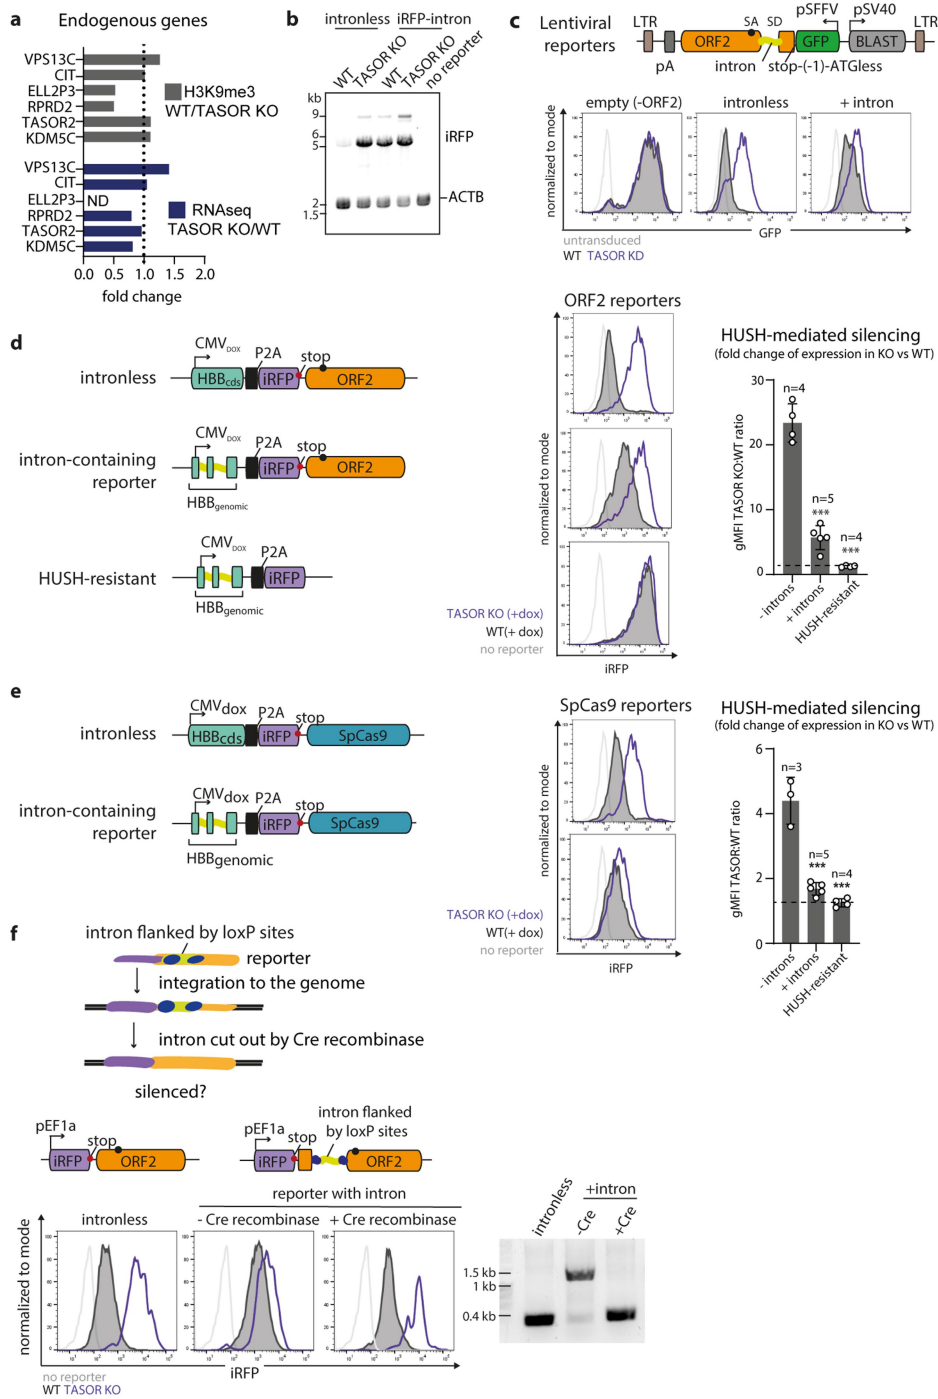 a
Endogenous genes
VPS13C
CIT
ELL2P3
RPRD2
TASOR2
KDM5C
H3K9me3
WT/TASOR KO
VPS13C
CIT
ELL2P3 ND
RPRD2
TASOR2
KDM5C
RNAseq
TASOR KO/WT
0.0 0.5 1.0 1.5 2.0
fold change
b
intronless iRFP-intron
WT TASOR KO WT TASOR KO no reporter
kb
9
6
5
2
1.5
iRFP
ACTB
c
Lentiviral
reporters
LTR
pA
ORF2
SA SD
intron
stop-(-1)-ATGless
pSFFV
GFP
pSV40
BLAST
LTR
empty (-ORF2) intronless + intron
normalized to mode
GFP
untransduced
WT TASOR KD
d
intronless
CMVDOX
HBBcds
P2A
iRFP
stop
ORF2
intron-containing
reporter
CMVDOX
P2A
iRFP
stop
ORF2
HBBgenomic
HUSH-resistant
CMVDOX
P2A
iRFP
HBBgenomic
ORF2 reporters
normalized to mode
TASOR KO (+dox)
WT(+ dox)
no reporter
iRFP
HUSH-mediated silencing
(fold change of expression in KO vs WT)
gMFI TASOR KO:WT ratio
30
20
10
0
n=4
n=5
***
n=4
***
- introns
+ introns
HUSH-resistant
e
intronless
CMVdox
HBBcds
P2A
iRFP
stop
SpCas9
intron-containing
reporter
CMVdox
P2A
iRFP
stop
SpCas9
HBBgenomic
SpCas9 reporters
normalized to mode
TASOR KO (+dox)
WT(+ dox)
no reporter
iRFP
HUSH-mediated silencing
(fold change of expression in KO vs WT)
gMFI TASOR:WT ratio
6
4
2
0
n=3
n=5
***
n=4
***
- introns
+ introns
HUSH-resistant
f
intron flanked by loxP sites
reporter
integration to the genome
intron cut out by Cre recombinase
silenced?
pEF1a
iRFP
stop
ORF2
pEF1a
iRFP
stop
intron flanked
by loxP sites
ORF2
reporter with intron
intronless - Cre recombinase + Cre recombinase
normalized to mode
iRFP
no reporter
WT TASOR KO
intronless
+intron
-Cre
+Cre
1.5 kb
1 kb
0.4 kb